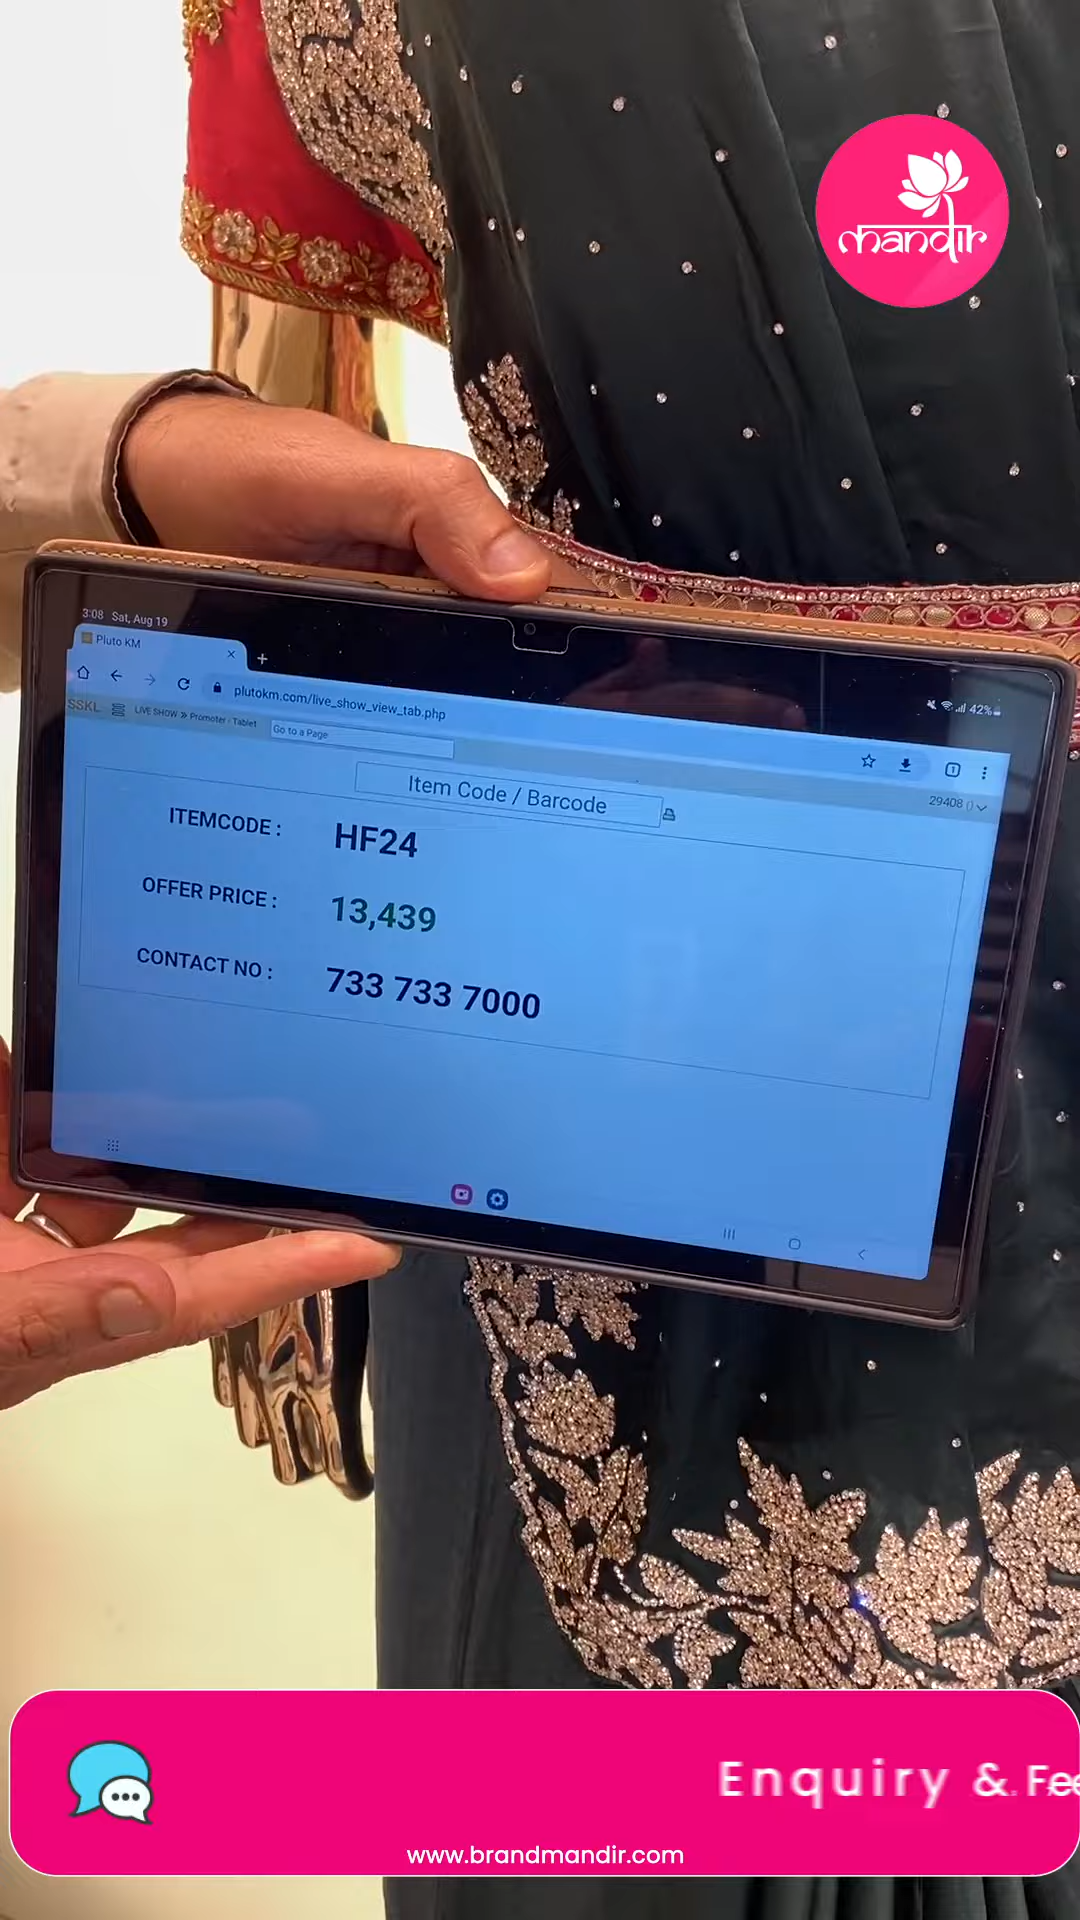 mandir
3:08 Sat, Aug 19
42%
Pluto KM
plutokm.com/live_show_view_tab.php
SSKL
LIVE SHOW >> Promoter - Tablet
Go to a Page
29408 ()
Item Code / Barcode
ITEMCODE : HF24
OFFER PRICE : 13,439
CONTACT NO : 733 733 7000
Enquiry &
www.brandmandir.com